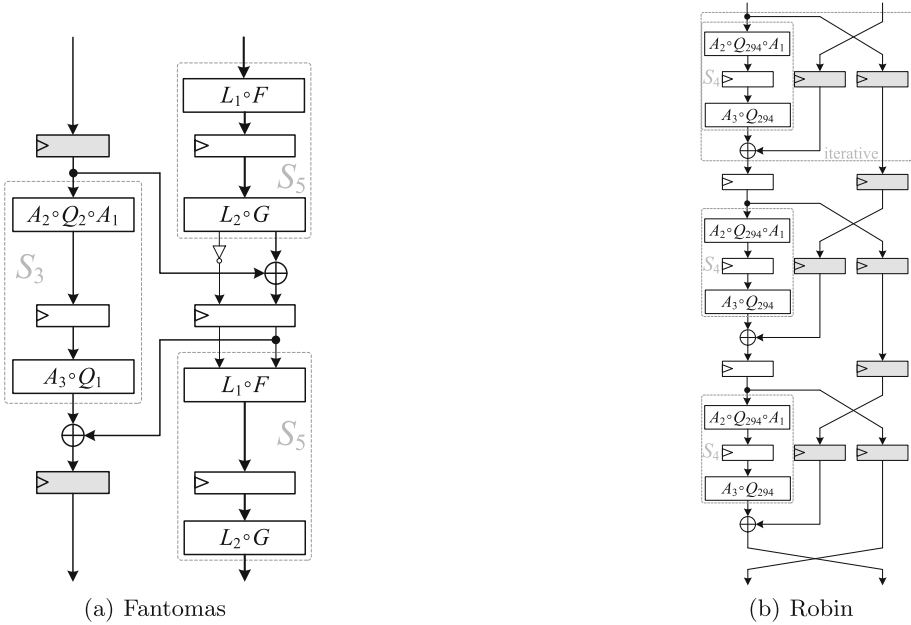 L₁∘F
S₅
L₂∘G
A₂∘Q₂∘A₁
S₃
A₃∘Q₁
L₁∘F
S₅
L₂∘G
(a) Fantomas
A₂∘Q₂₉₄∘A₁
S₄
A₃∘Q₂₉₄
iterative
A₂∘Q₂₉₄∘A₁
S₄
A₃∘Q₂₉₄
A₂∘Q₂₉₄∘A₁
S₄
A₃∘Q₂₉₄
(b) Robin